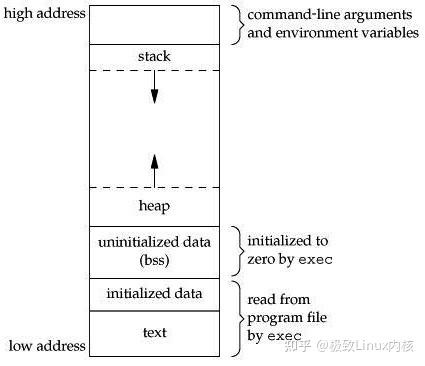 high address
command-line arguments
and environment variables
stack
heap
uninitialized data
(bss)
initialized to
zero by exec
initialized data
read from
program file
by exec
text
low address
知乎 @极致Linux内核